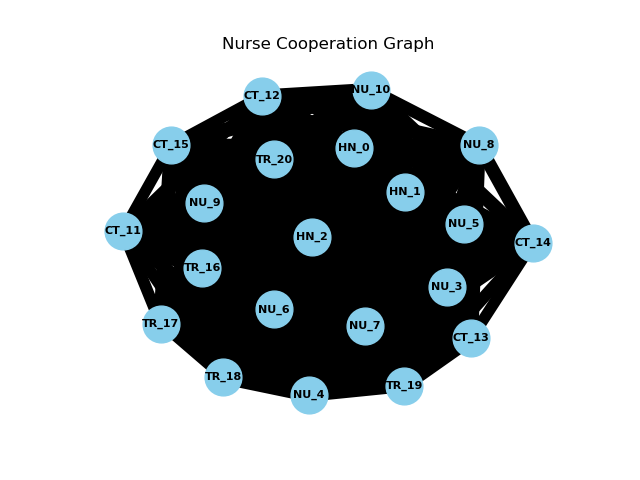 Nurse Cooperation Graph
NU_10
CT_12
CT_15
NU_8
HN_0
TR_20
HN_1
NU_9
NU_5
CT_11
HN_2
CT_14
TR_16
NU_3
NU_6
TR_17
NU_7
CT_13
TR_18
TR_19
NU_4